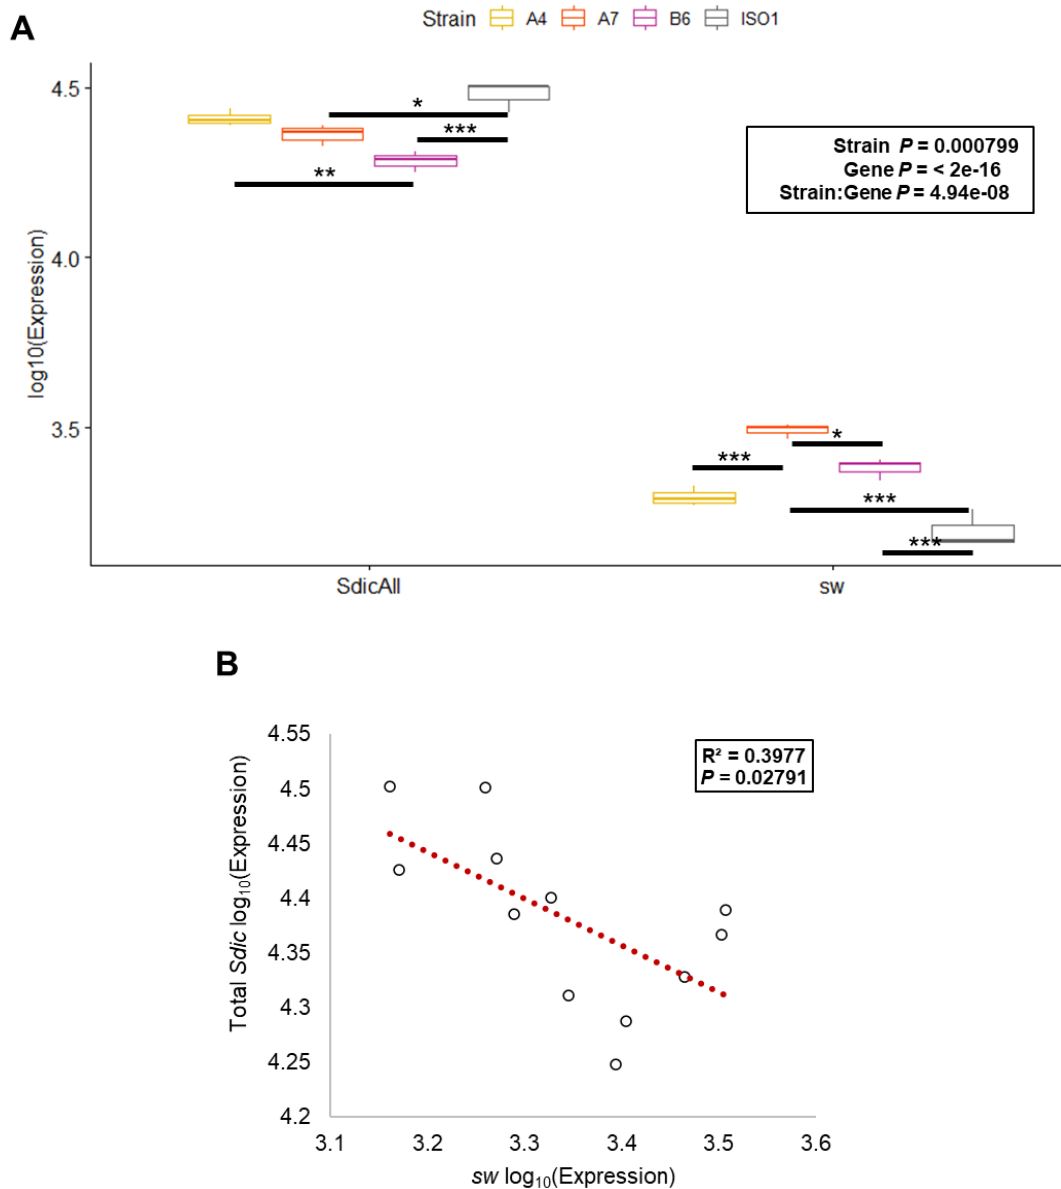 A
Strain A4 A7 B6 ISO1
log10(Expression)
4.5
4.0
3.5
*
***
**
Strain P = 0.000799
Gene P = < 2e-16
Strain:Gene P = 4.94e-08
***
*
***
***
SdicAll sw
B
Total Sdic log10(Expression)
4.55
4.5
4.45
4.4
4.35
4.3
4.25
4.2
R² = 0.3977
P = 0.02791
3.1 3.2 3.3 3.4 3.5 3.6
sw log10(Expression)